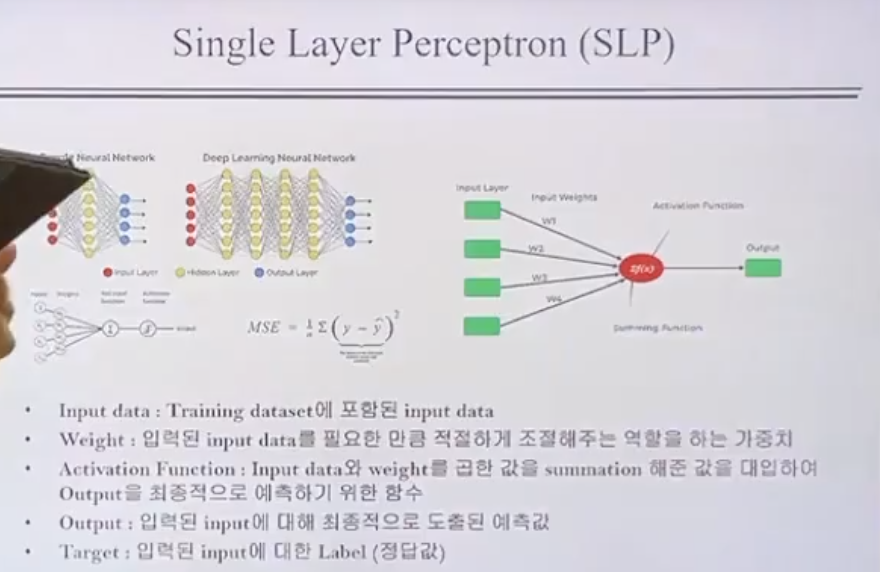 Single Layer Perceptron (SLP)
Neural Network
Deep Learning Neural Network
Input Layer
Hidden Layer
Output Layer
MSE = 1/n Σ(y − ŷ)²
Input Layer
Input Weights
W1
W2
W3
W4
Activation Function
Σf(x)
Summing Function
Output
• Input data : Training dataset에 포함된 input data
• Weight : 입력된 input data를 필요한 만큼 적절하게 조절해주는 역할을 하는 가중치
• Activation Function : Input data와 weight를 곱한 값을 summation 해준 값을 대입하여
Output을 최종적으로 예측하기 위한 함수
• Output : 입력된 input에 대해 최종적으로 도출된 예측값
• Target : 입력된 input에 대한 Label (정답값)